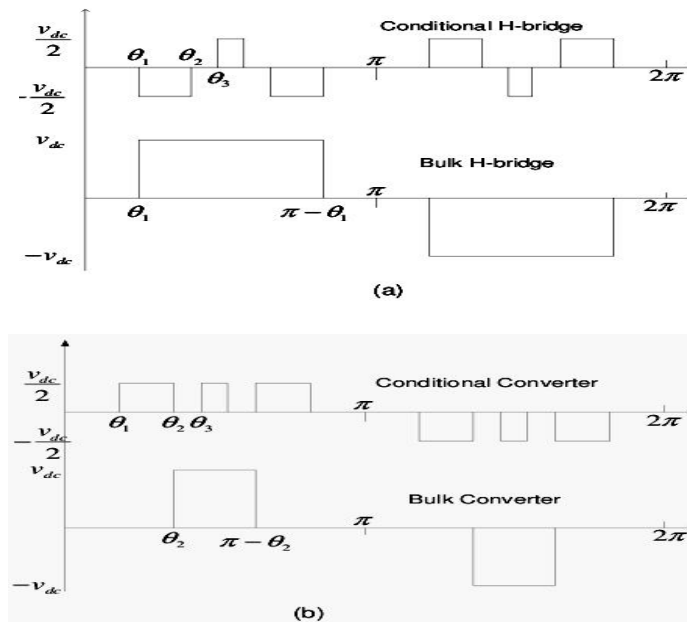 v_dc/2
Conditional H-bridge
θ₁ θ₂ π
θ₃ 2π
-v_dc/2
v_dc
Bulk H-bridge
π
θ₁ π − θ₁ 2π
−v_dc
(a)
v_dc/2
Conditional Converter
π
θ₁ θ₂ θ₃ 2π
-v_dc/2
v_dc
Bulk Converter
π
θ₂ π − θ₂ 2π
−v_dc
(b)